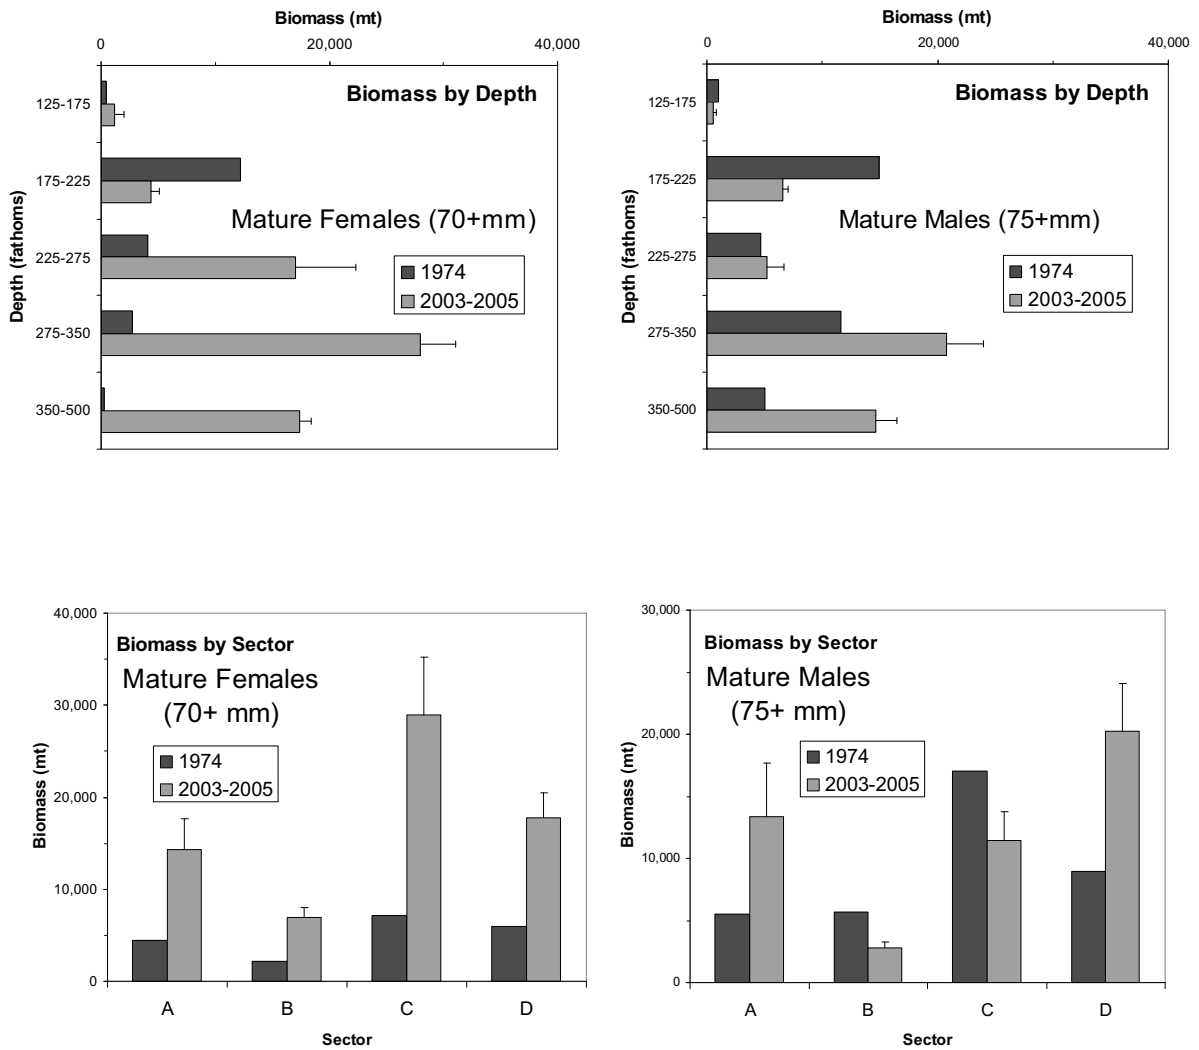 Biomass (mt)
0 20,000 40,000
Biomass by Depth
125-175
175-225
225-275
275-350
350-500
Depth (fathoms)
Mature Females (70+mm)
1974
2003-2005
Biomass (mt)
0 20,000 40,000
Biomass by Depth
125-175
175-225
225-275
275-350
350-500
Depth (fathoms)
Mature Males (75+mm)
1974
2003-2005
40,000
30,000
20,000
10,000
0
Biomass (mt)
Biomass by Sector
Mature Females
(70+ mm)
1974
2003-2005
A B C D
Sector
30,000
20,000
10,000
0
Biomass (mt)
Biomass by Sector
Mature Males
(75+ mm)
1974
2003-2005
A B C D
Sector